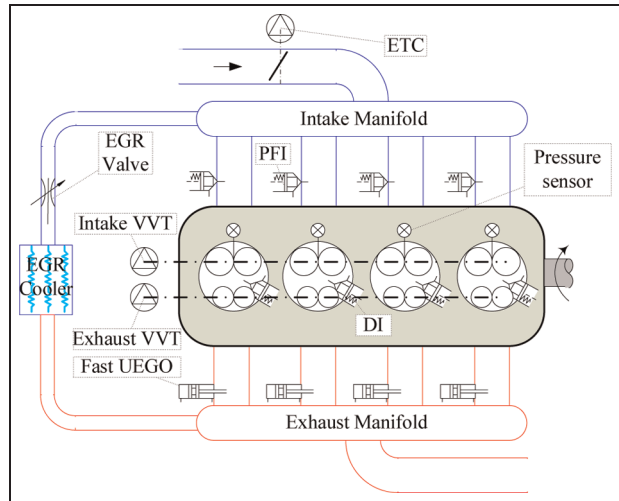 ETC
Intake Manifold
EGR
Valve
PFI
Pressure
sensor
Intake VVT
EGR
Cooler
Exhaust VVT
DI
Fast UEGO
Exhaust Manifold